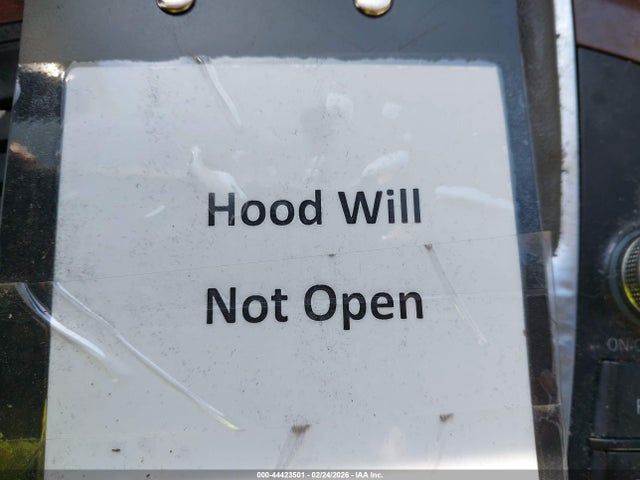 Hood Will
Not Open
ON-O
000-44423501 - 02/24/2026 - IAA Inc.